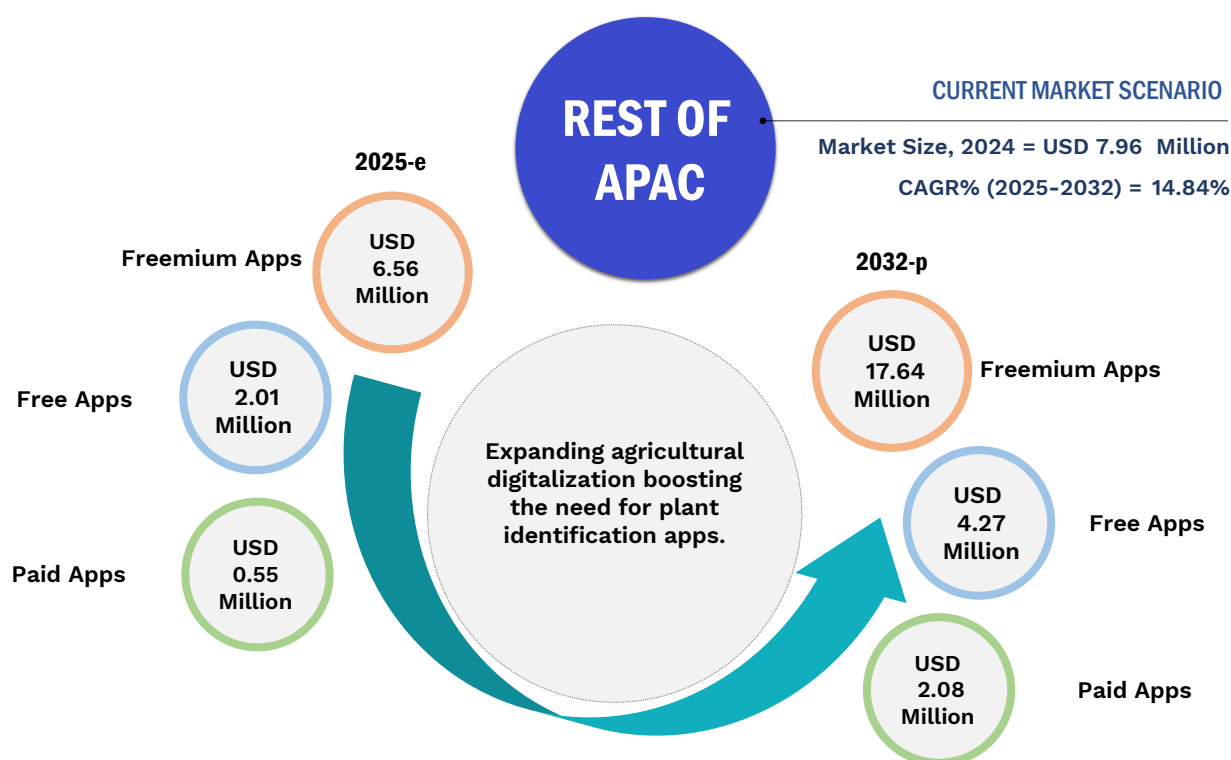 REST OF
APAC
CURRENT MARKET SCENARIO
Market Size, 2024 = USD 7.96 Million
CAGR% (2025-2032) = 14.84%
2025-e
Freemium Apps
USD
6.56
Million
Free Apps
USD
2.01
Million
Paid Apps
USD
0.55
Million
Expanding agricultural
digitalization boosting
the need for plant
identification apps.
2032-p
USD
17.64
Million
Freemium Apps
USD
4.27
Million
Free Apps
USD
2.08
Million
Paid Apps